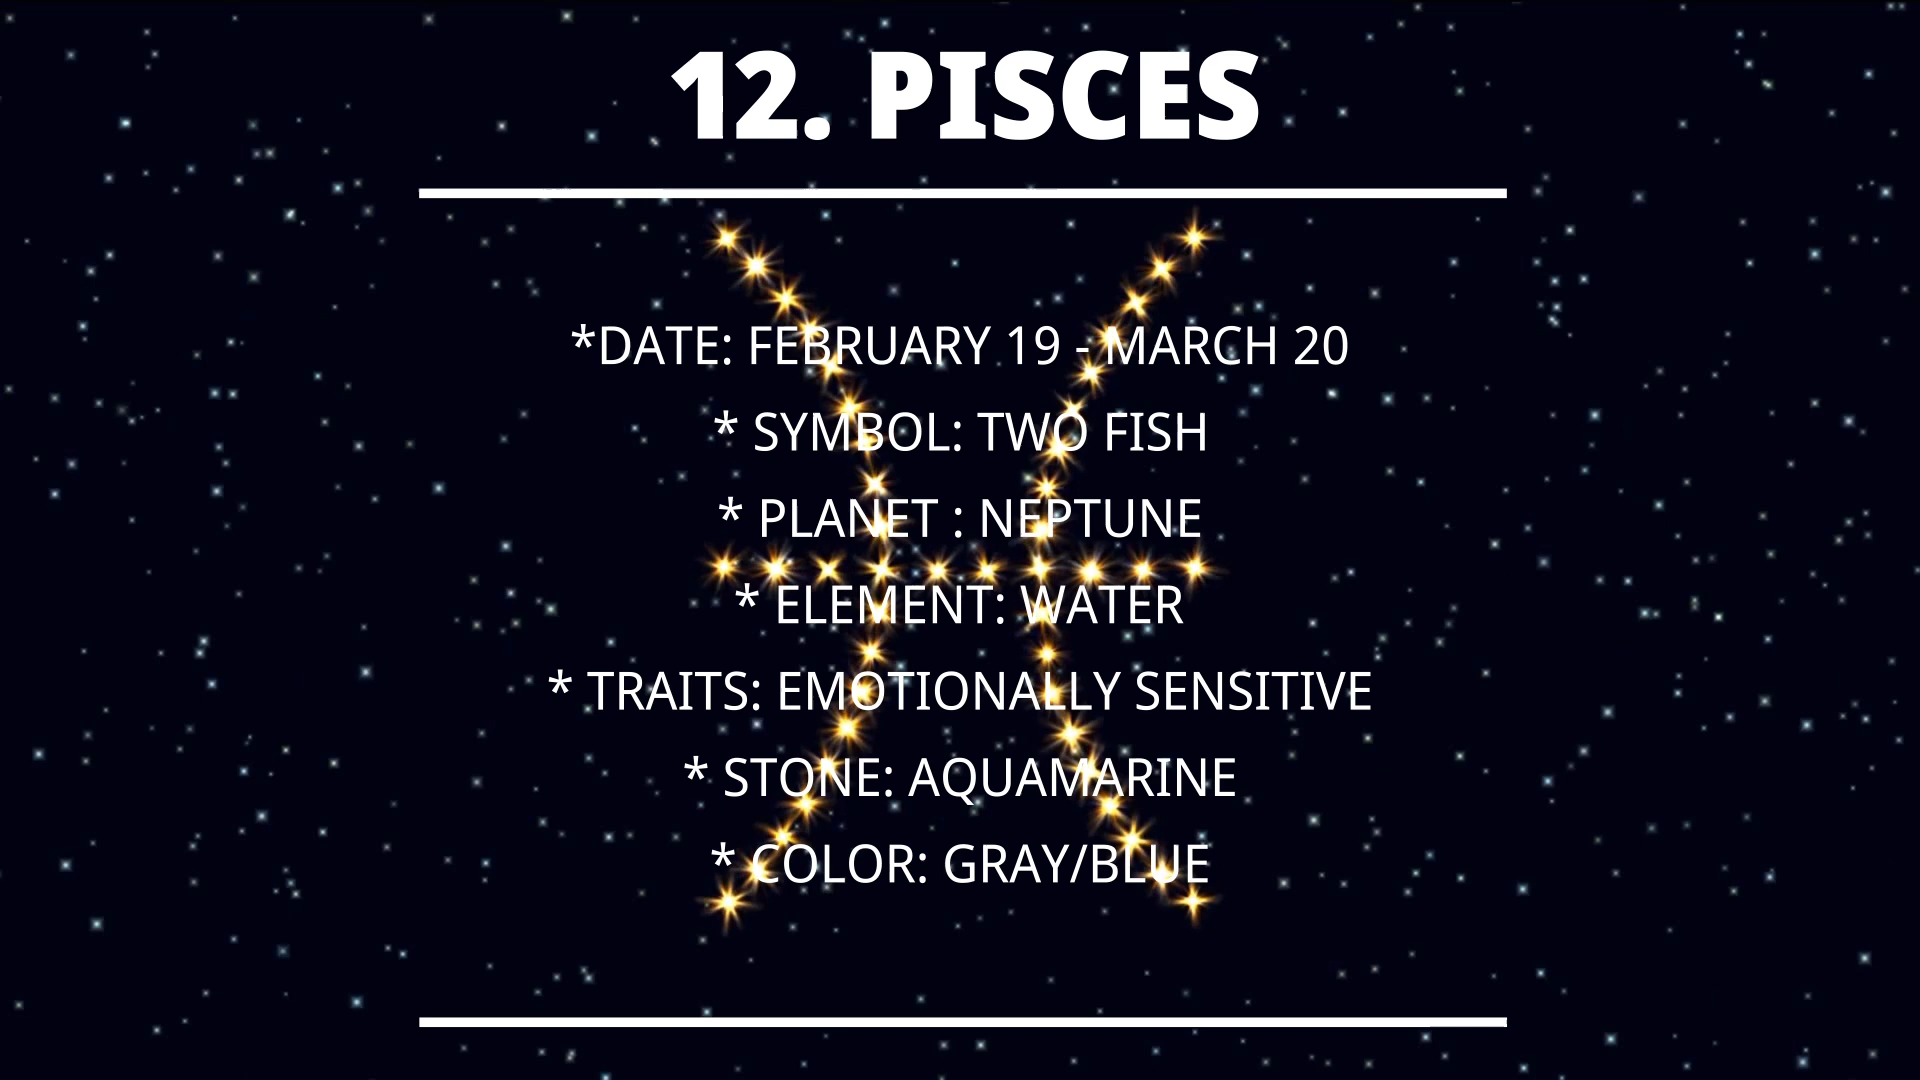 12. PISCES
*DATE: FEBRUARY 19 - MARCH 20
* SYMBOL: TWO FISH
* PLANET : NEPTUNE
* ELEMENT: WATER
* TRAITS: EMOTIONALLY SENSITIVE
* STONE: AQUAMARINE
* COLOR: GRAY/BLUE